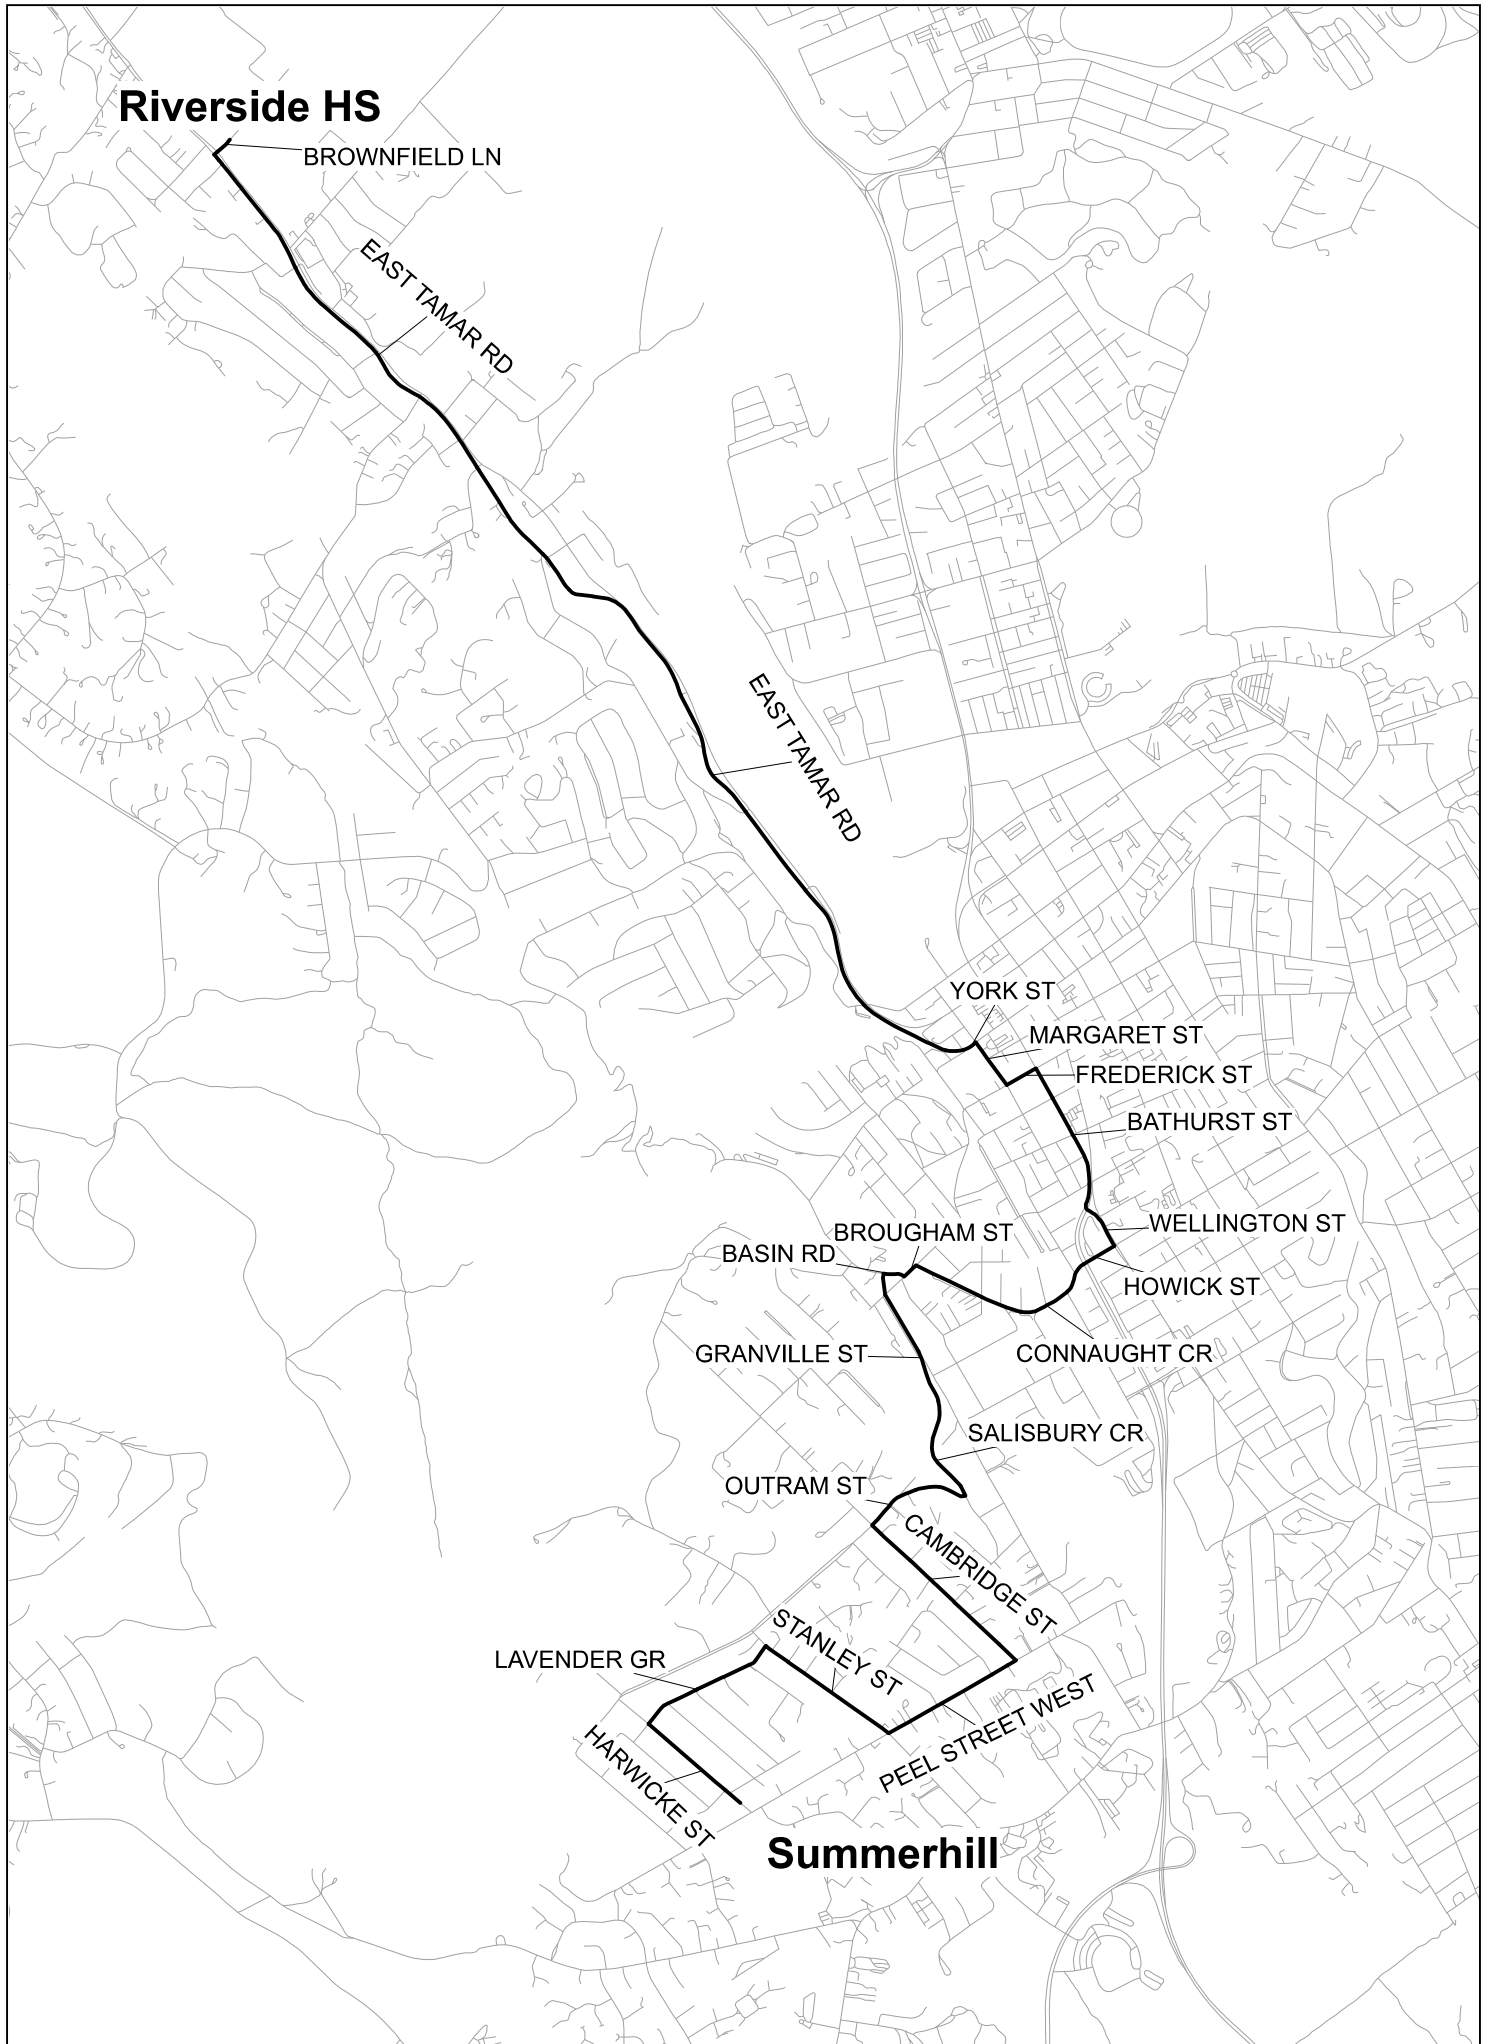 Riverside HS
BROWNFIELD LN
EAST TAMAR RD
EAST TAMAR RD
YORK ST
MARGARET ST
FREDERICK ST
BATHURST ST
WELLINGTON ST
BROUGHAM ST
BASIN RD
HOWICK ST
GRANVILLE ST
CONNAUGHT CR
SALISBURY CR
OUTRAM ST
CAMBRIDGE ST
STANLEY ST
LAVENDER GR
PEEL STREET WEST
HARWICKE ST
Summerhill